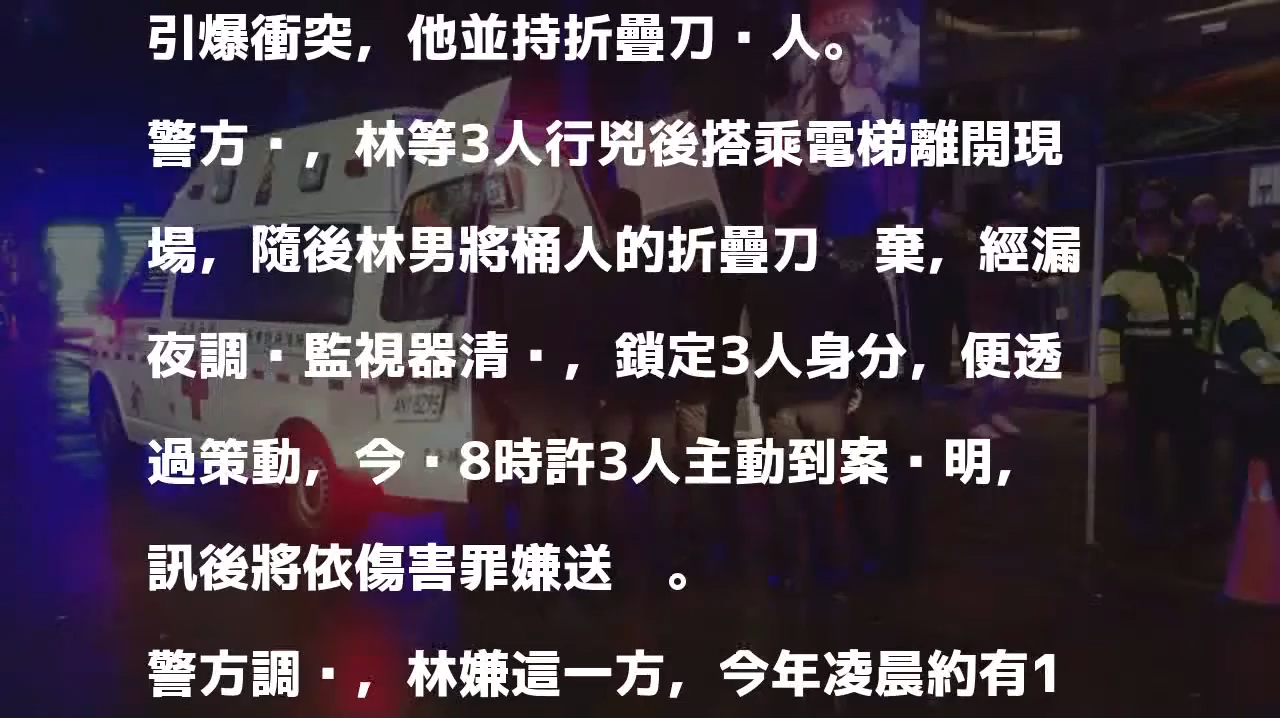 引爆衝突，他並持折疊刀▪人。
警方▪，林等3人行兇後搭乘電梯離開現
場，隨後林男將桶人的折疊刀　棄，經漏
夜調▪監視器清▪，鎖定3人身分，便透
過策動，今▪8時許3人主動到案▪明，
訊後將依傷害罪嫌送　。
警方調▪，林嫌這一方，今年凌晨約有1